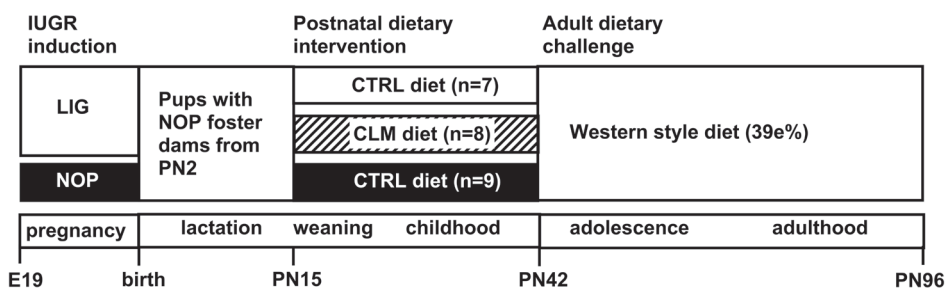 IUGR
induction
Postnatal dietary
intervention
Adult dietary
challenge
LIG
NOP
Pups with
NOP foster
dams from
PN2
CTRL diet (n=7)
CLM diet (n=8)
CTRL diet (n=9)
Western style diet (39e%)
pregnancy lactation weaning childhood adolescence adulthood
E19 birth PN15 PN42 PN96